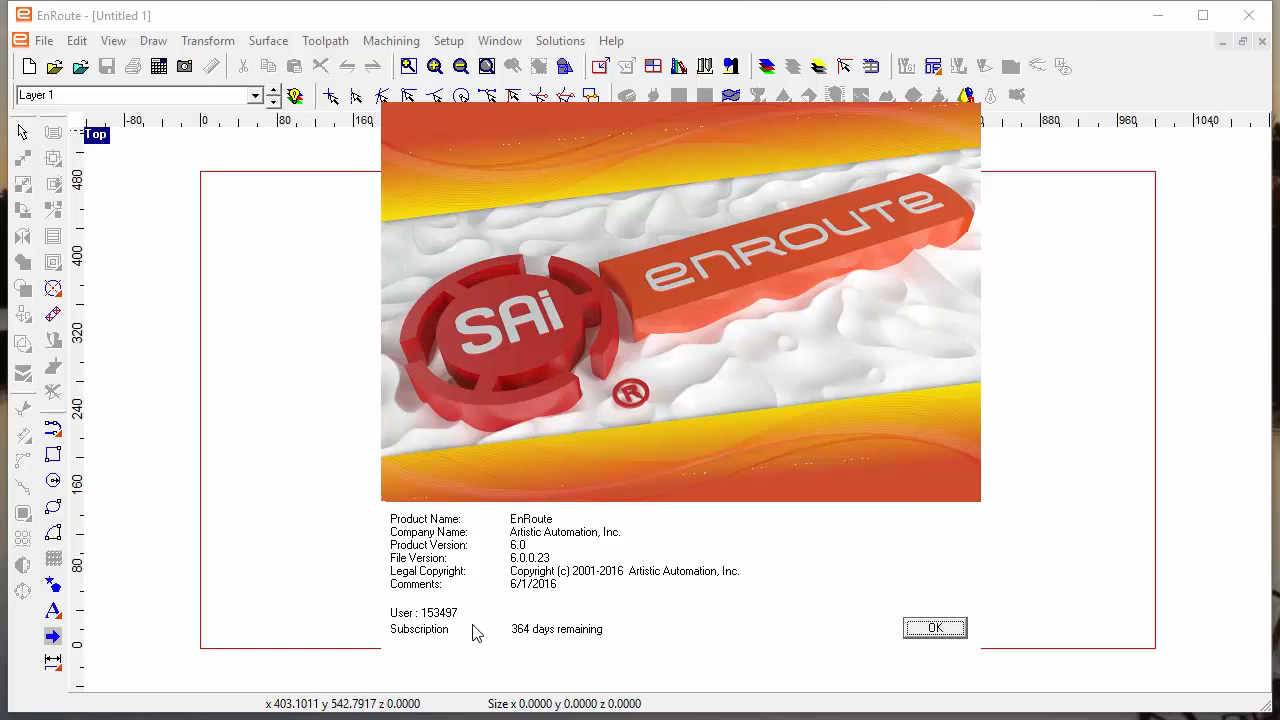 EnRoute - [Untitled 1]
File Edit View Draw Transform Surface Toolpath Machining Setup Window Solutions Help
Layer 1
-80 0 80 160 880 960 1040
Top
480
400
320
240
160
80
0
SAi
enROUTE
®
Product Name: EnRoute
Company Name: Artistic Automation, Inc.
Product Version: 6.0
File Version: 6.0.0.23
Legal Copyright: Copyright (c) 2001-2016 Artistic Automation, Inc.
Comments: 6/1/2016
User : 153497
Subscription 364 days remaining
OK
x 403.1011 y 542.7917 z 0.0000 Size x 0.0000 y 0.0000 z 0.0000